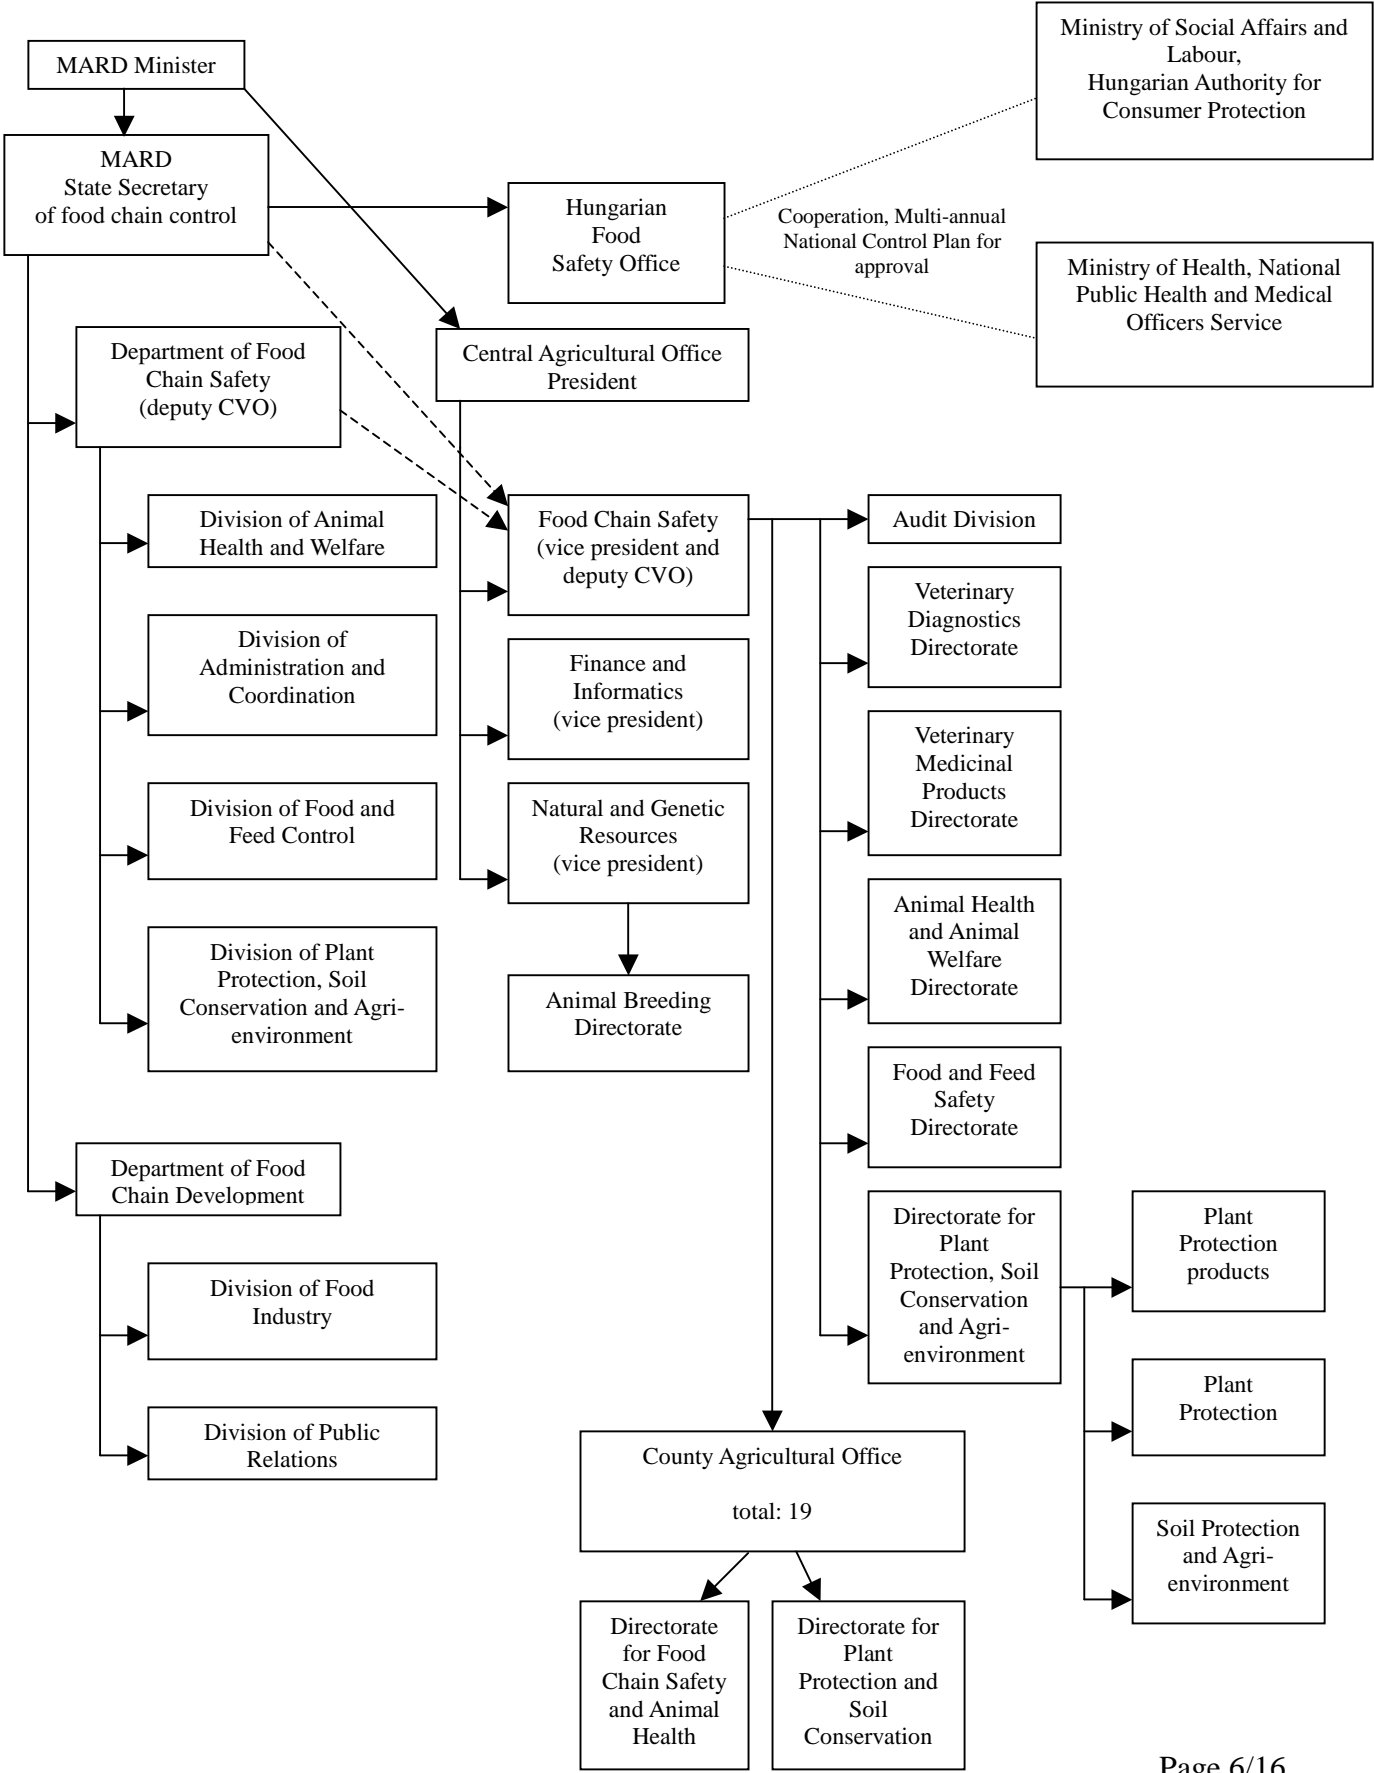 Ministry of Social Affairs and
Labour,
Hungarian Authority for
Consumer Protection
MARD Minister
MARD
State Secretary
of food chain control
Hungarian
Food
Safety Office
Cooperation, Multi-annual
National Control Plan for
approval
Ministry of Health, National
Public Health and Medical
Officers Service
Department of Food
Chain Safety
(deputy CVO)
Central Agricultural Office
President
Division of Animal
Health and Welfare
Food Chain Safety
(vice president and
deputy CVO)
Audit Division
Veterinary
Diagnostics
Directorate
Division of
Administration and
Coordination
Finance and
Informatics
(vice president)
Veterinary
Medicinal
Products
Directorate
Division of Food and
Feed Control
Natural and Genetic
Resources
(vice president)
Animal Health
and Animal
Welfare
Directorate
Division of Plant
Protection, Soil
Conservation and Agri-
environment
Animal Breeding
Directorate
Food and Feed
Safety
Directorate
Department of Food
Chain Development
Directorate for
Plant
Protection, Soil
Conservation
and Agri-
environment
Plant
Protection
products
Division of Food
Industry
Plant
Protection
Division of Public
Relations
County Agricultural Office
total: 19
Soil Protection
and Agri-
environment
Directorate
for Food
Chain Safety
and Animal
Health
Directorate for
Plant
Protection and
Soil
Conservation
Page 6/16